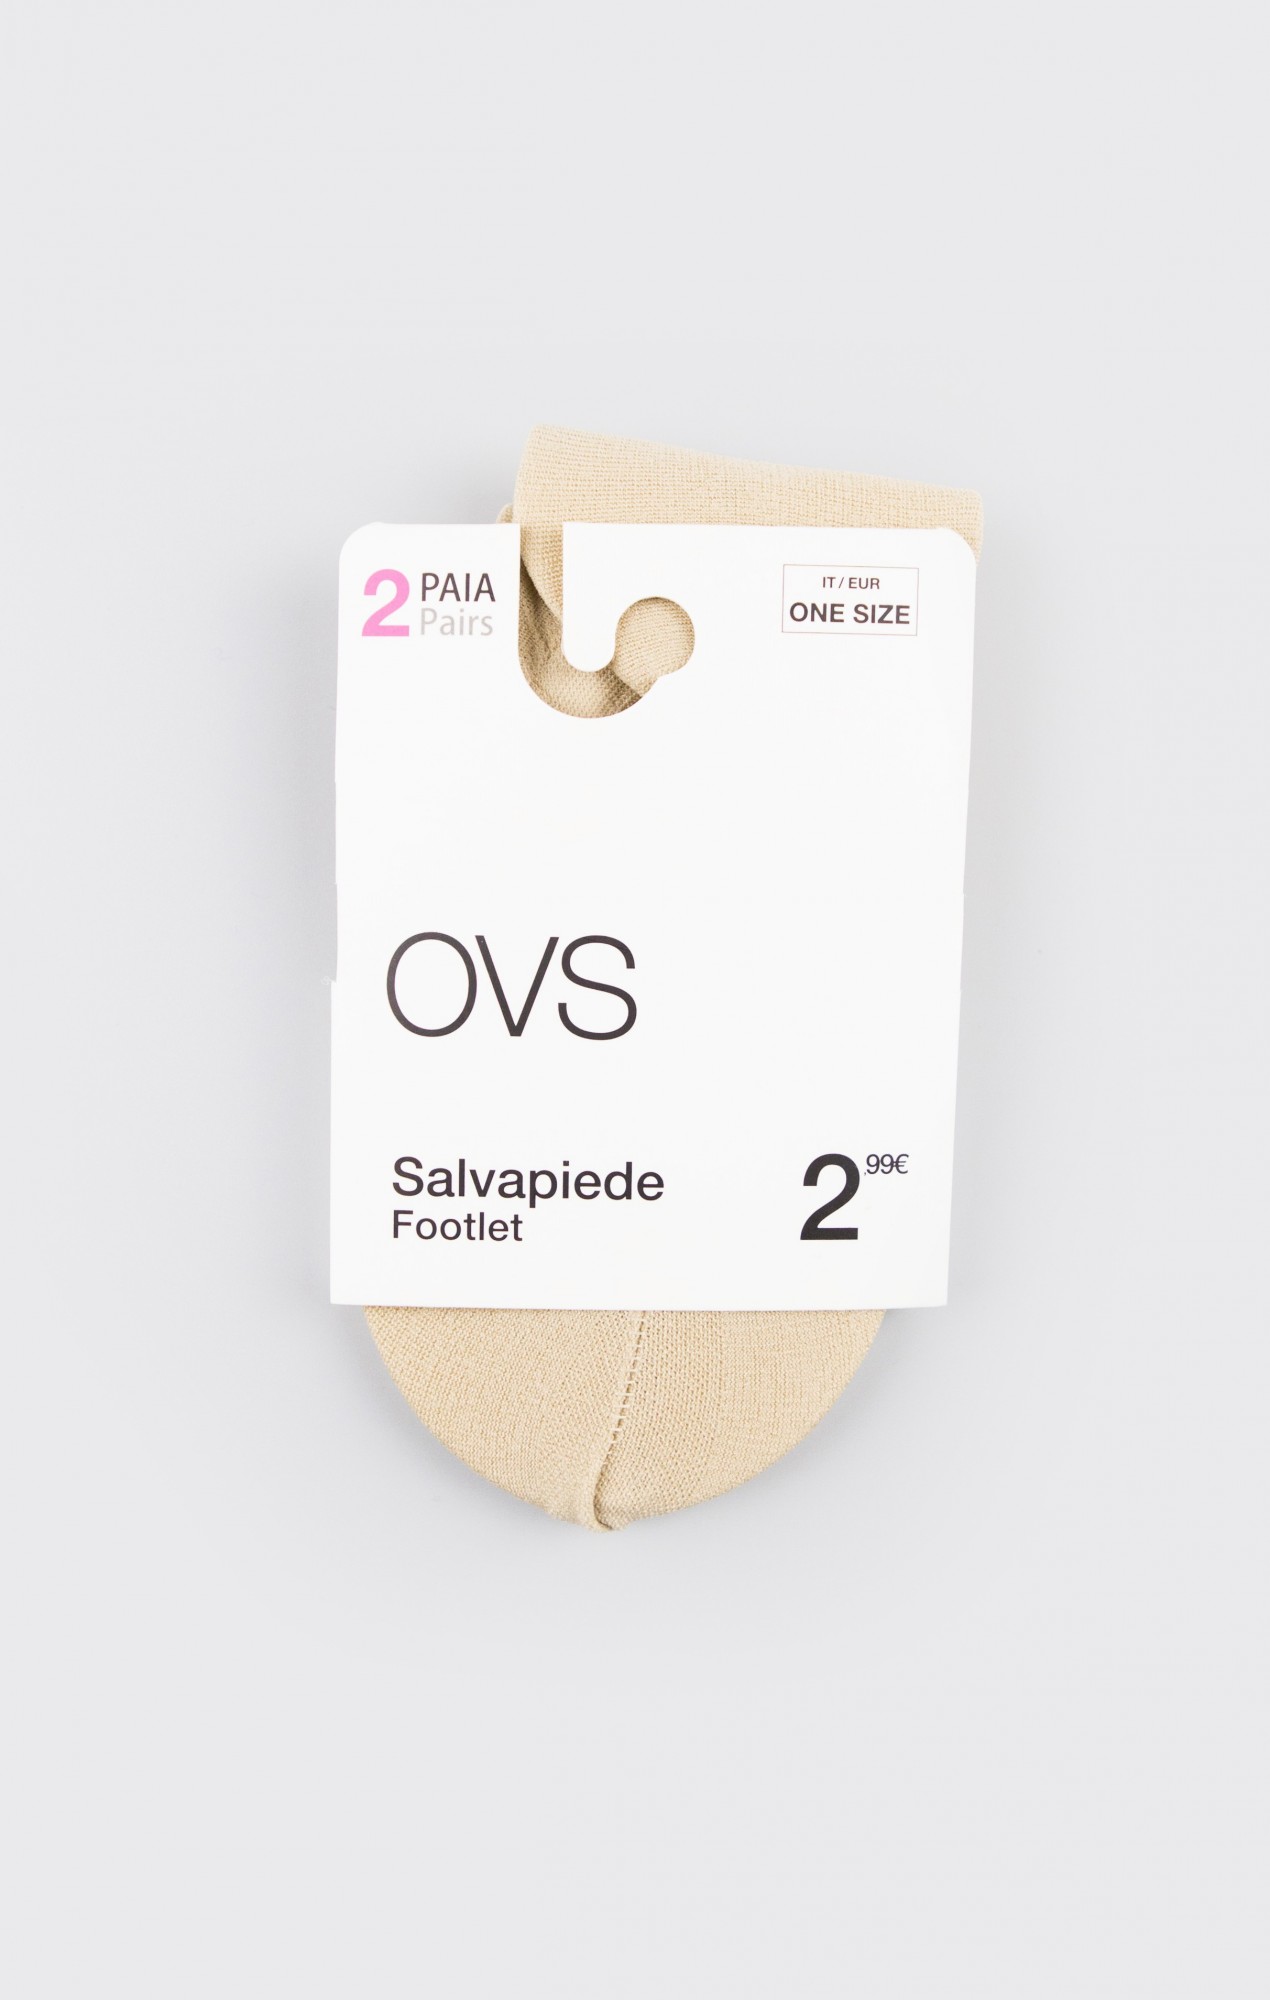 2 PAIA
Pairs
IT / EUR
ONE SIZE
OVS
Salvapiede
Footlet
2,99€